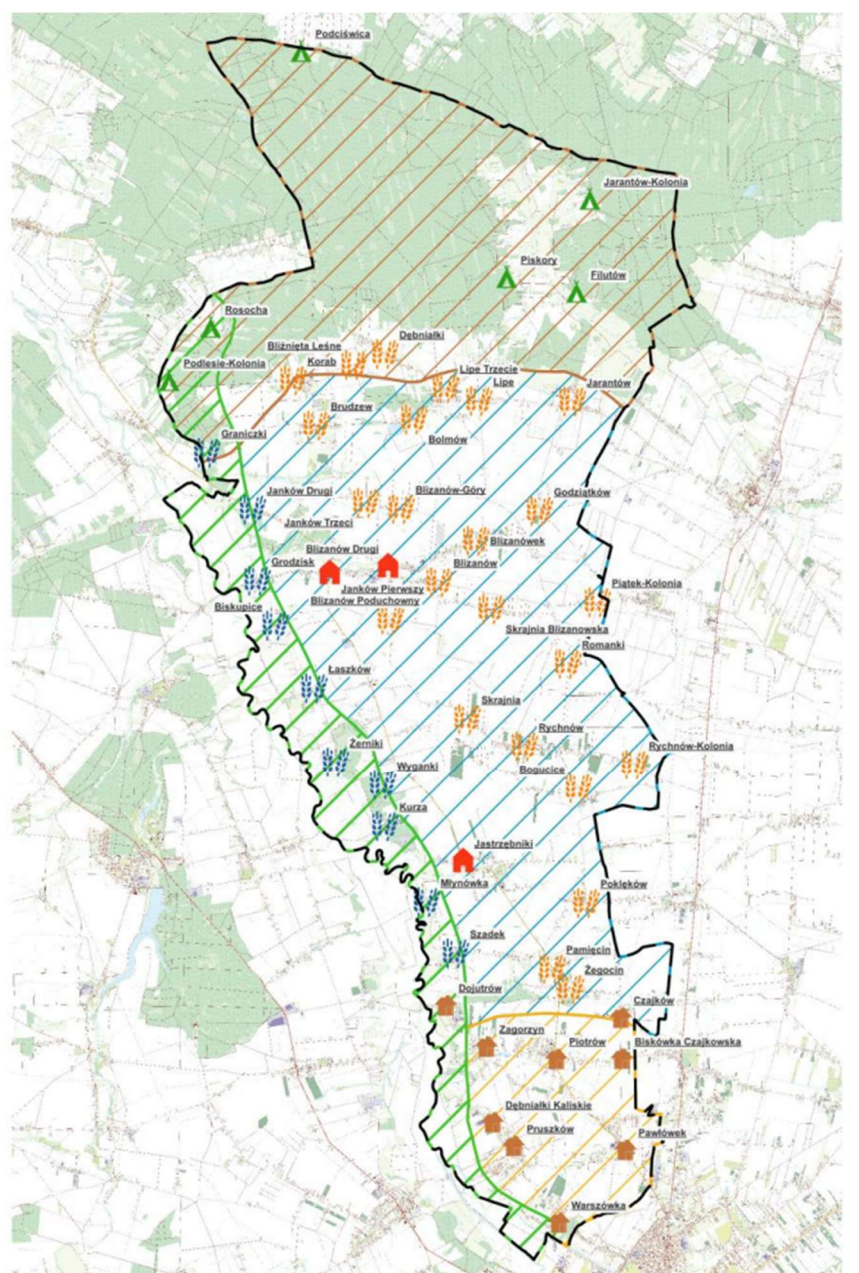 Podciświca
Jarantów-Kolonia
Piskory
Filutów
Rosocha
Dębniałki
Bliźnięta Leśne
Korab
Podlesie-Kolonia
Lipe Trzecie
Lipe
Jarantów
Brudzew
Bolmów
Graniczki
Janków Drugi
Blizanów-Góry
Godziątków
Janków Trzeci
Blizanówek
Blizanów Drugi
Grodzisk
Blizanów
Piątek-Kolonia
Janków Pierwszy
Blizanów Poduchowny
Biskupice
Skrajnia Blizanowska
Romanki
Łaszków
Skrajnia
Rychnów
Żerniki
Rychnów-Kolonia
Wyganki
Bogucice
Kurza
Jastrzębniki
Młynówka
Poklęków
Szadek
Pamięcin
Żegocin
Dojutrów
Czajków
Zagorzyn
Piotrów
Biskówka Czajkowska
Dębniałki Kaliskie
Pruszków
Pawłówek
Warszówka